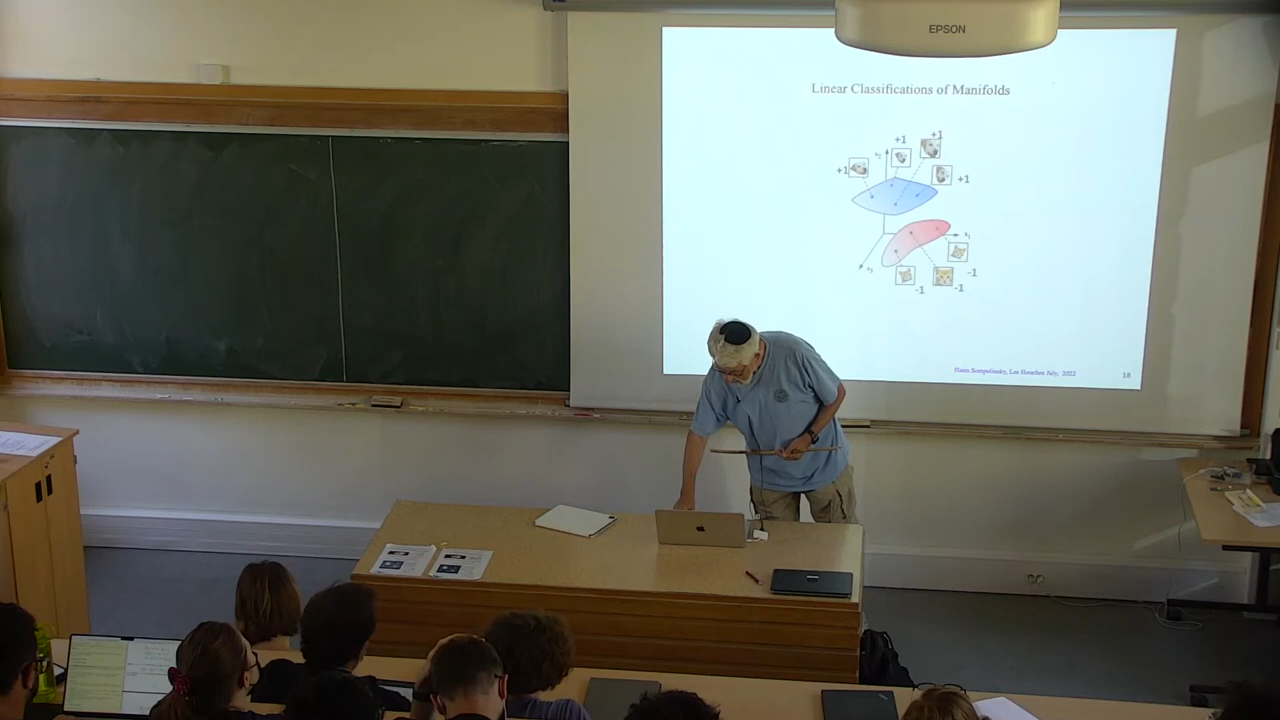 EPSON
Linear Classifications of Manifolds
+1
+1
+1
+1
-1
-1
-1
Haim Sompolinsky, Les Houches July, 2022
18